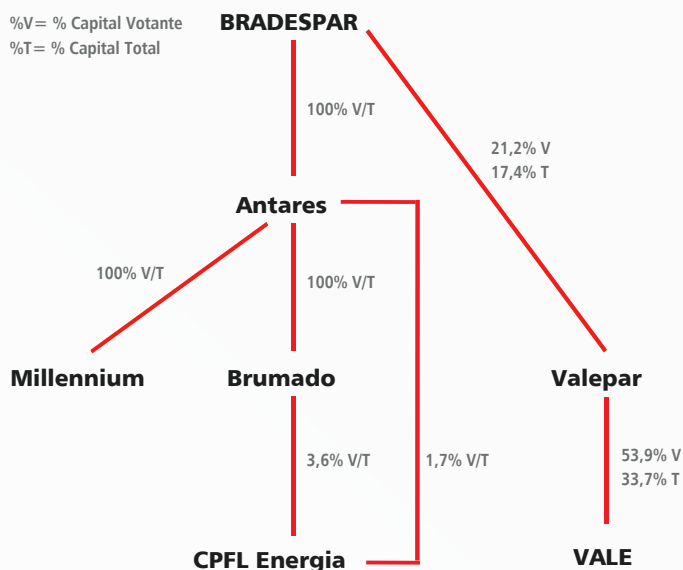 %V= % Capital Votante
%T= % Capital Total
BRADESPAR
100% V/T
21,2% V
17,4% T
Antares
100% V/T
100% V/T
Millennium
Brumado
Valepar
3,6% V/T
1,7% V/T
53,9% V
33,7% T
CPFL Energia
VALE